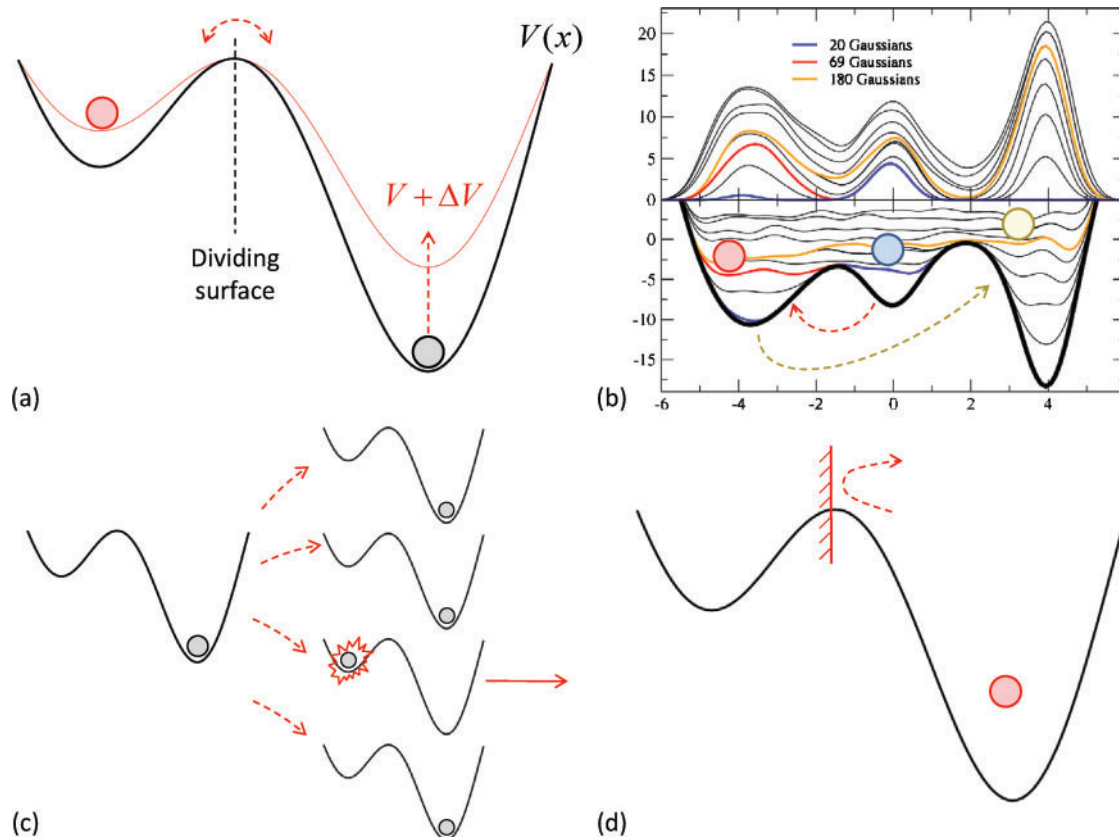 V(x)
V + ΔV
Dividing
surface
(a)
20 Gaussians
69 Gaussians
180 Gaussians
20
15
10
5
0
0
-5
-10
-15
-6
-4
-2
0
2
4
(b)
(c)
(d)